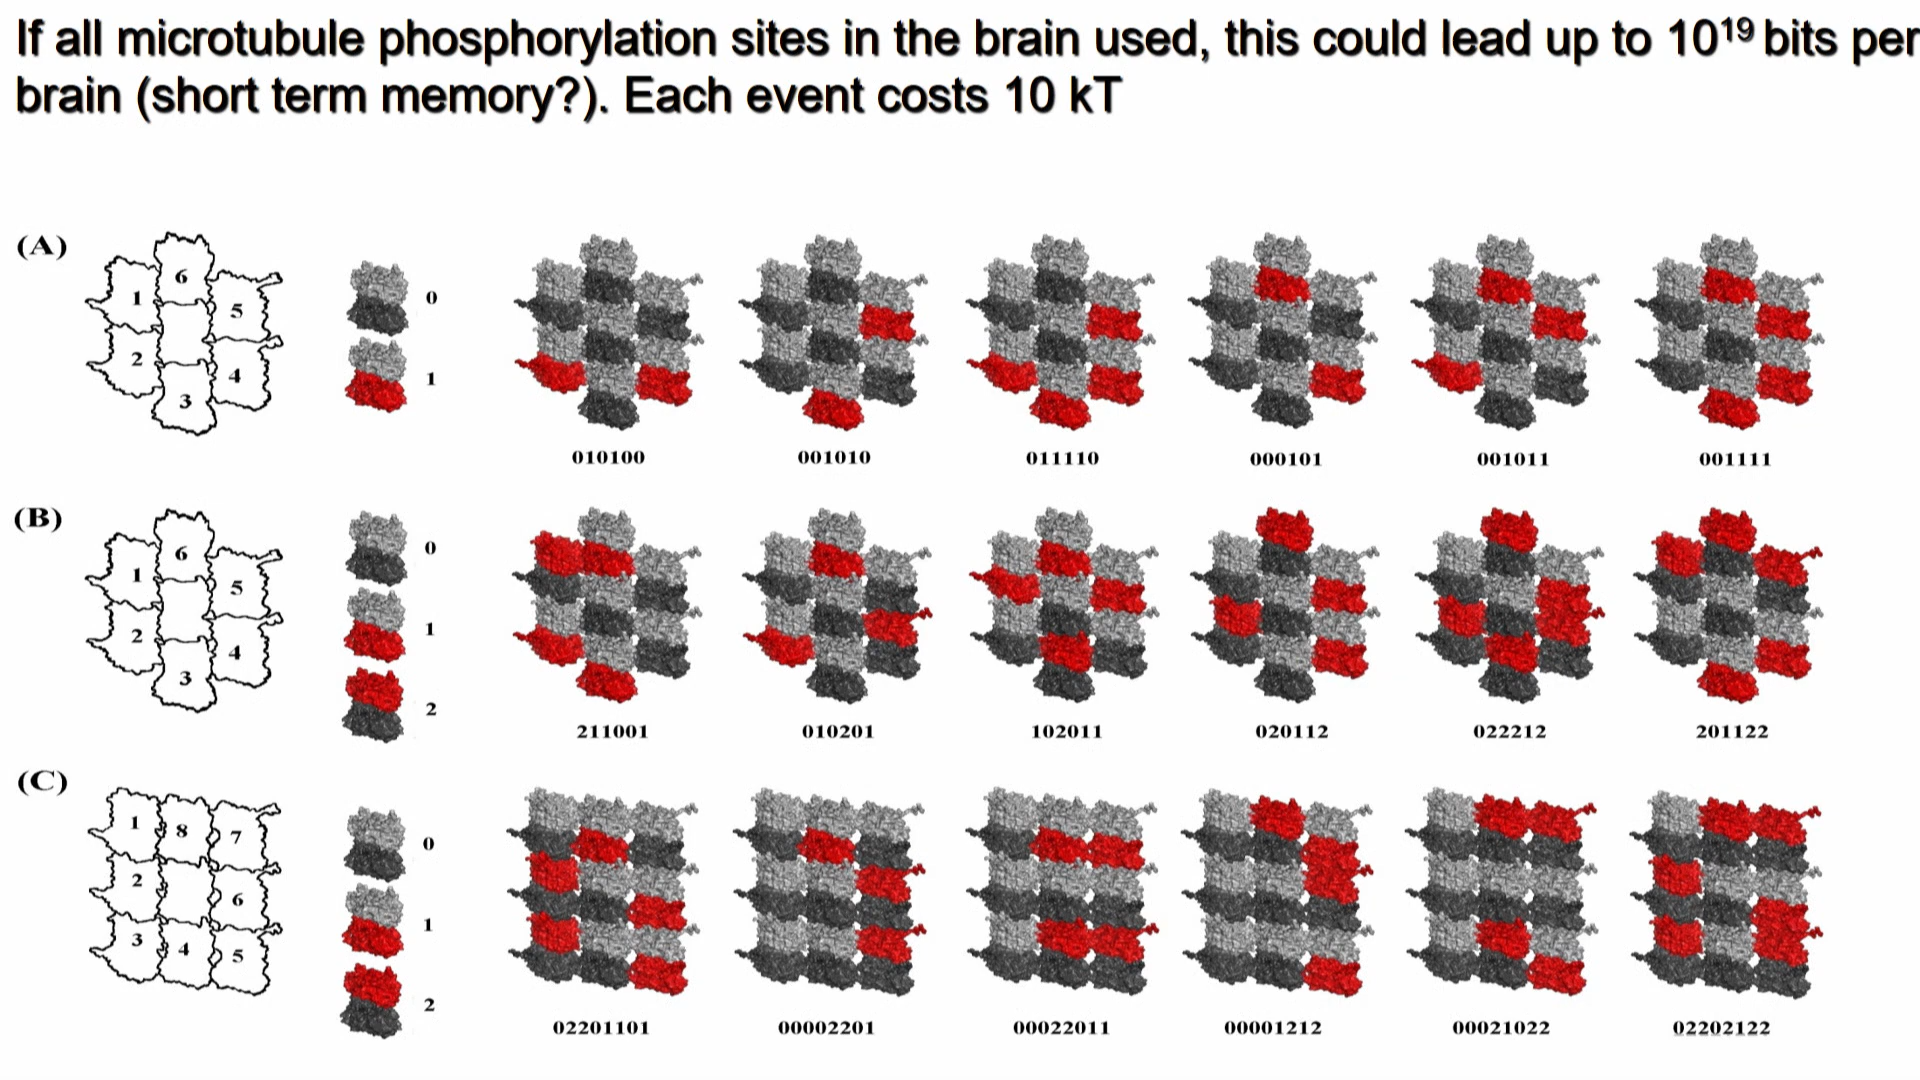 If all microtubule phosphorylation sites in the brain used, this could lead up to 10¹⁹ bits per
brain (short term memory?). Each event costs 10 kT
(A)
6
1
5
2
4
3
0
1
010100 001010 011110 000101 001011 001111
(B)
6
1
5
2
4
3
0
1
2
211001 010201 102011 020112 022212 201122
(C)
1 8 7
2
6
3 4 5
0
1
2
02201101 00002201 00022011 00001212 00021022 02202122